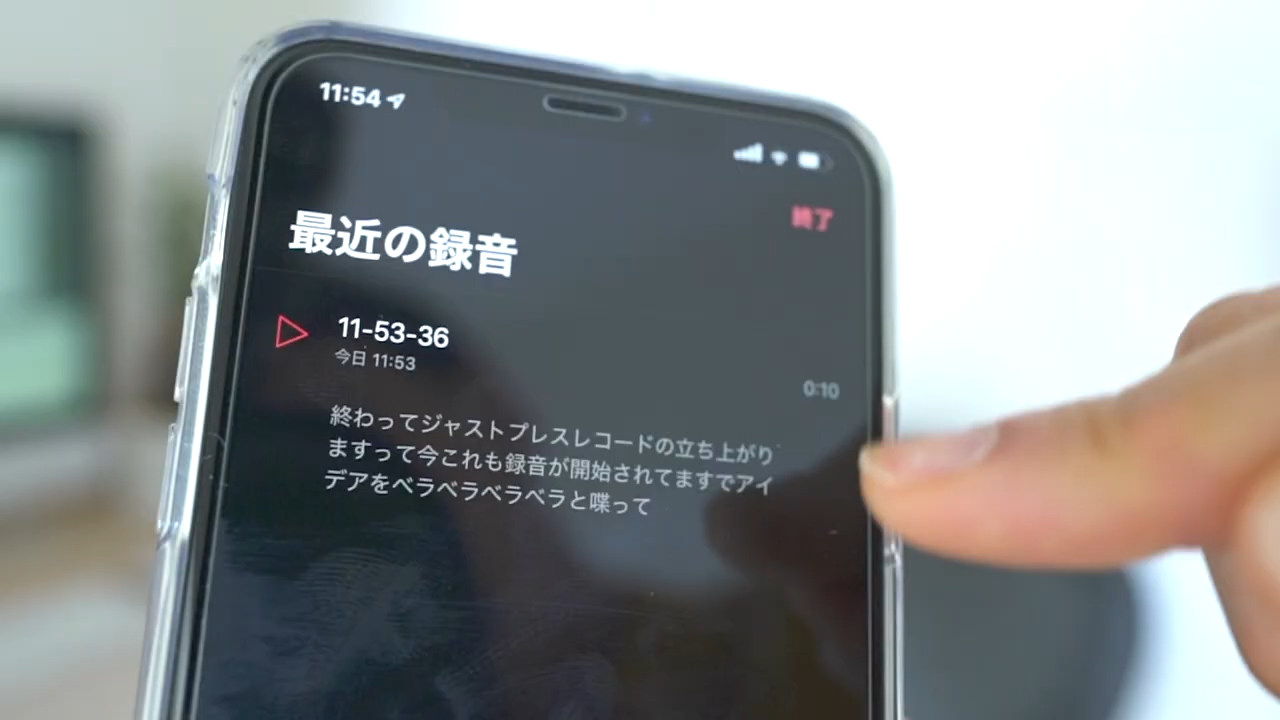 11:54
終了
最近の録音
11-53-36
今日 11:53
0:10
終わってジャストプレスレコードの立ち上がり
ますって今これも録音が開始されてますでアイ
デアをベラベラベラベラと喋って